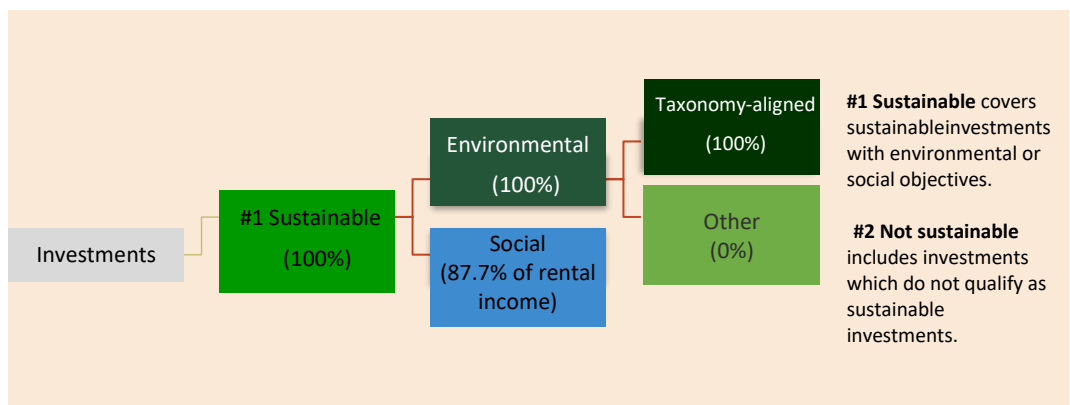 Investments
#1 Sustainable
(100%)
Environmental
(100%)
Social
(87.7% of rental
income)
Taxonomy-aligned
(100%)
Other
(0%)
#1 Sustainable covers
sustainableinvestments
with environmental or
social objectives.
#2 Not sustainable
includes investments
which do not qualify as
sustainable
investments.